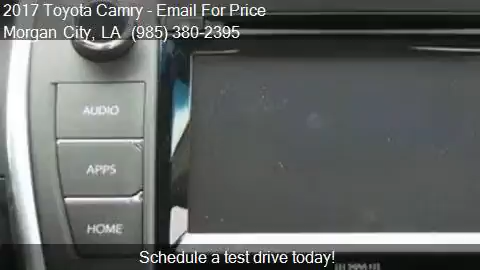 2017 Toyota Camry - Email For Price
Morgan City, LA (985) 380-2395
AUDIO
APPS
HOME
Schedule a test drive today!